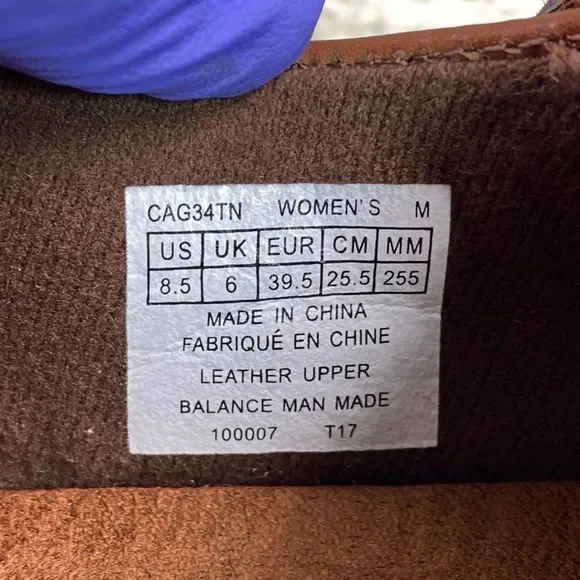 CAG34TN WOMEN'S M
US UK EUR CM MM
8.5 6 39.5 25.5 255
MADE IN CHINA
FABRIQUÉ EN CHINE
LEATHER UPPER
BALANCE MAN MADE
100007 T17